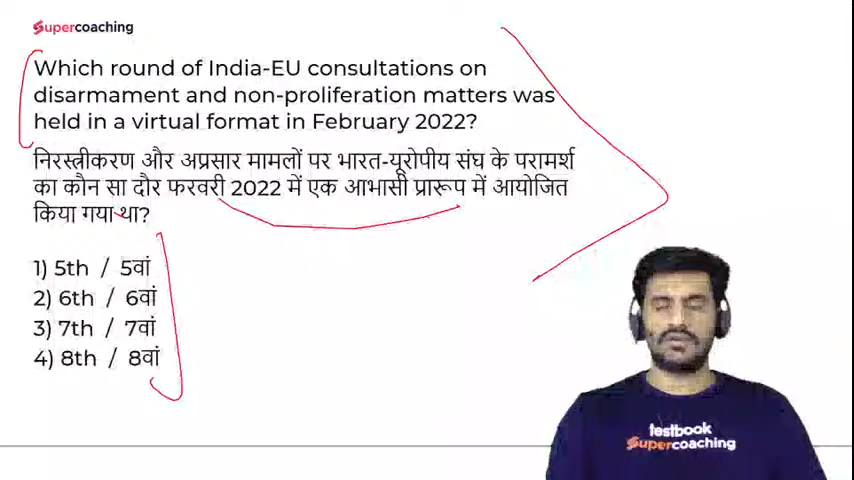 Supercoaching
Which round of India-EU consultations on
disarmament and non-proliferation matters was
held in a virtual format in February 2022?
निरस्त्रीकरण और अप्रसार मामलों पर भारत-यूरोपीय संघ के परामर्श
का कौन सा दौर फरवरी 2022 में एक आभासी प्रारूप में आयोजित
किया गया था?
1) 5th / 5वां
2) 6th / 6वां
3) 7th / 7वां
4) 8th / 8वां
testbook
Supercoaching